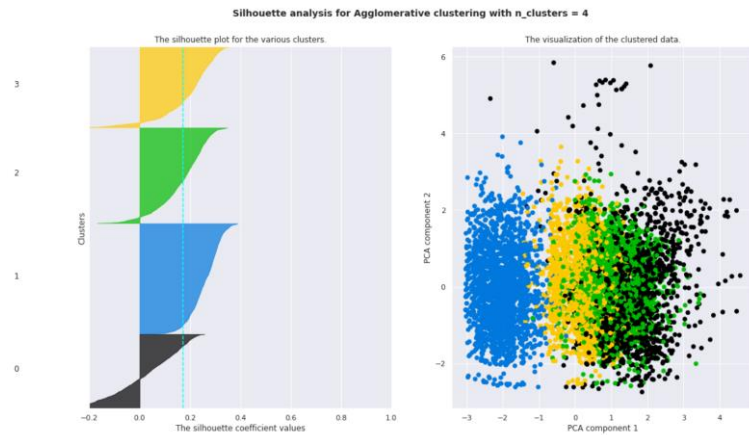 Silhouette analysis for Agglomerative clustering with n_clusters = 4
The silhouette plot for the various clusters.
3
2
1
0
Clusters
-0.2 0.0 0.2 0.4 0.6 0.8 1.0
The silhouette coefficient values
The visualization of the clustered data.
6
4
2
0
−2
PCA component 2
−3 −2 −1 0 1 2 3 4
PCA component 1